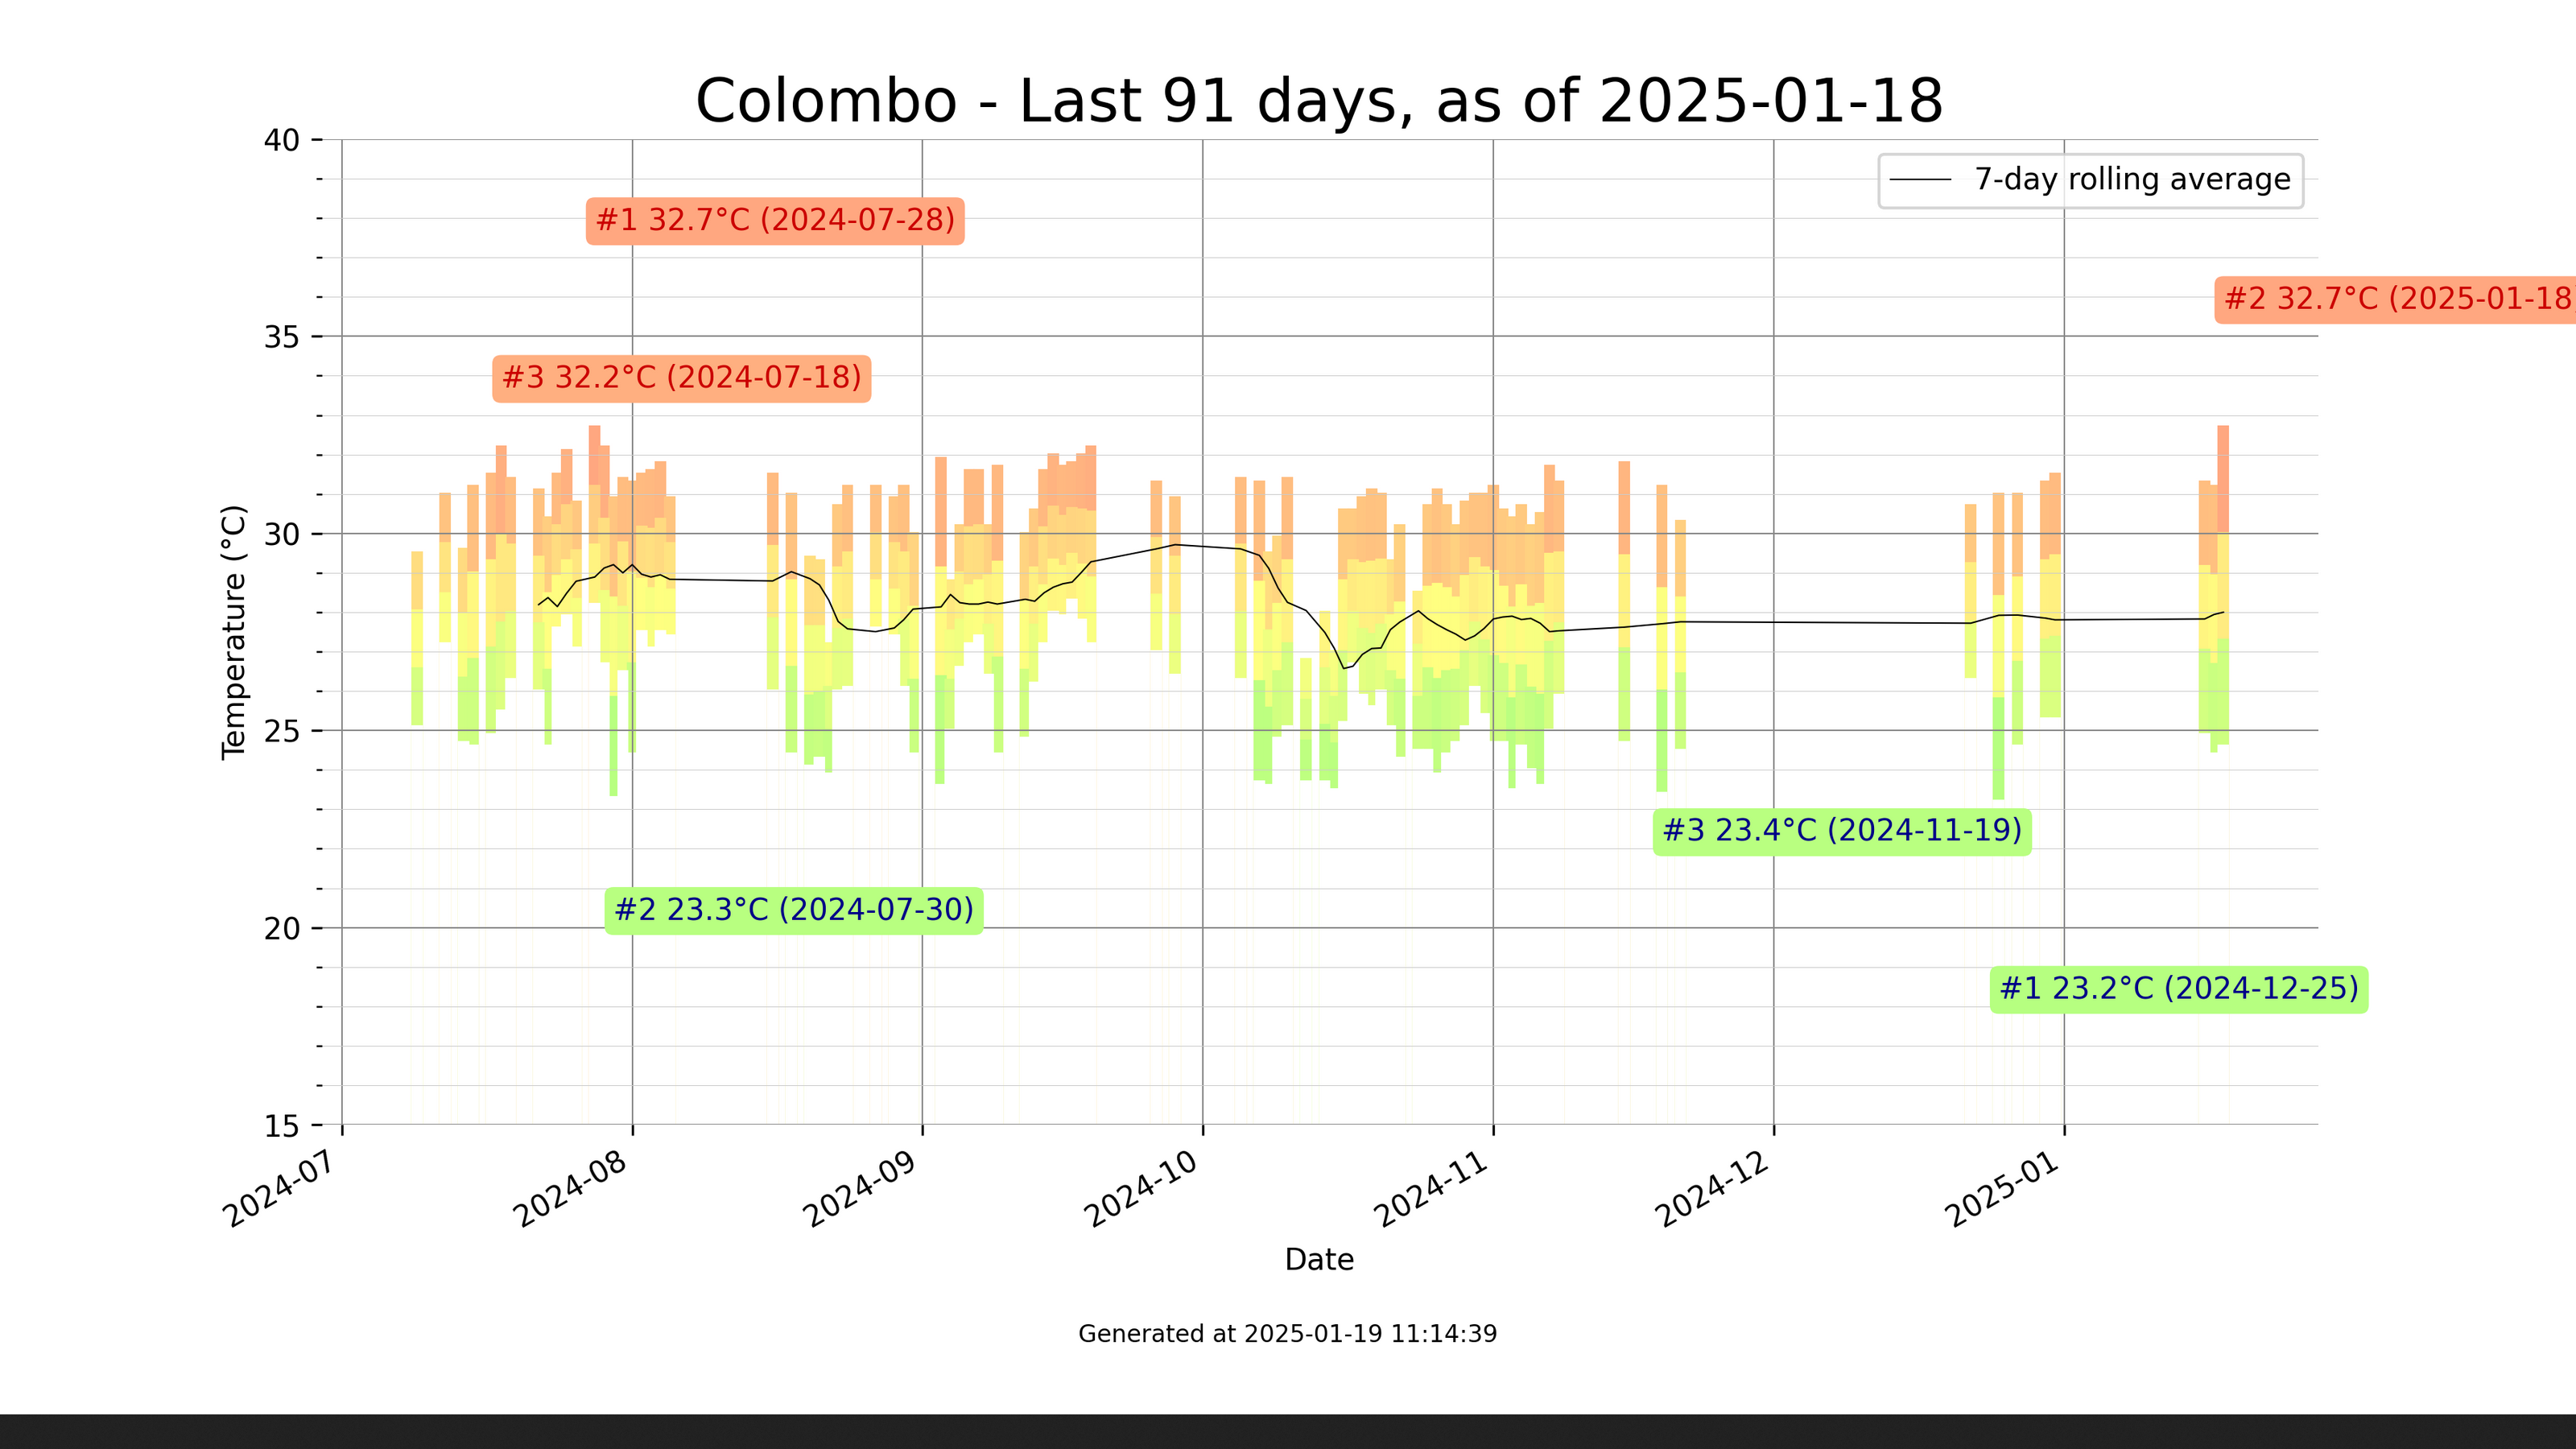 Colombo - Last 91 days, as of 2025-01-18
40
7-day rolling average
#1 32.7°C (2024-07-28)
#2 32.7°C (2025-01-18)
35
#3 32.2°C (2024-07-18)
30
Temperature (°C)
25
#3 23.4°C (2024-11-19)
#2 23.3°C (2024-07-30)
20
#1 23.2°C (2024-12-25)
15
2024-07
2024-08
2024-09
2024-10
2024-11
2024-12
2025-01
Date
Generated at 2025-01-19 11:14:39